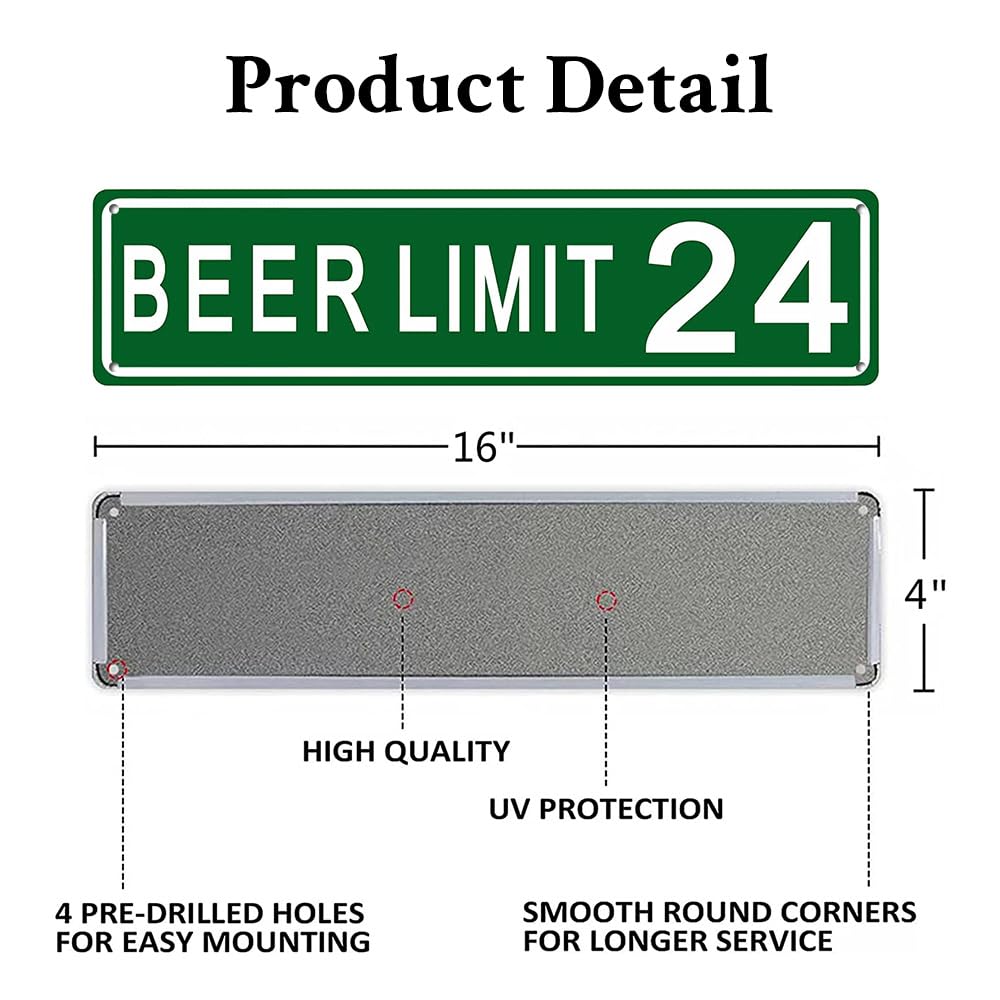 Product Detail
BEER LIMIT 24
16"
4"
HIGH QUALITY
UV PROTECTION
4 PRE-DRILLED HOLES
FOR EASY MOUNTING
SMOOTH ROUND CORNERS
FOR LONGER SERVICE